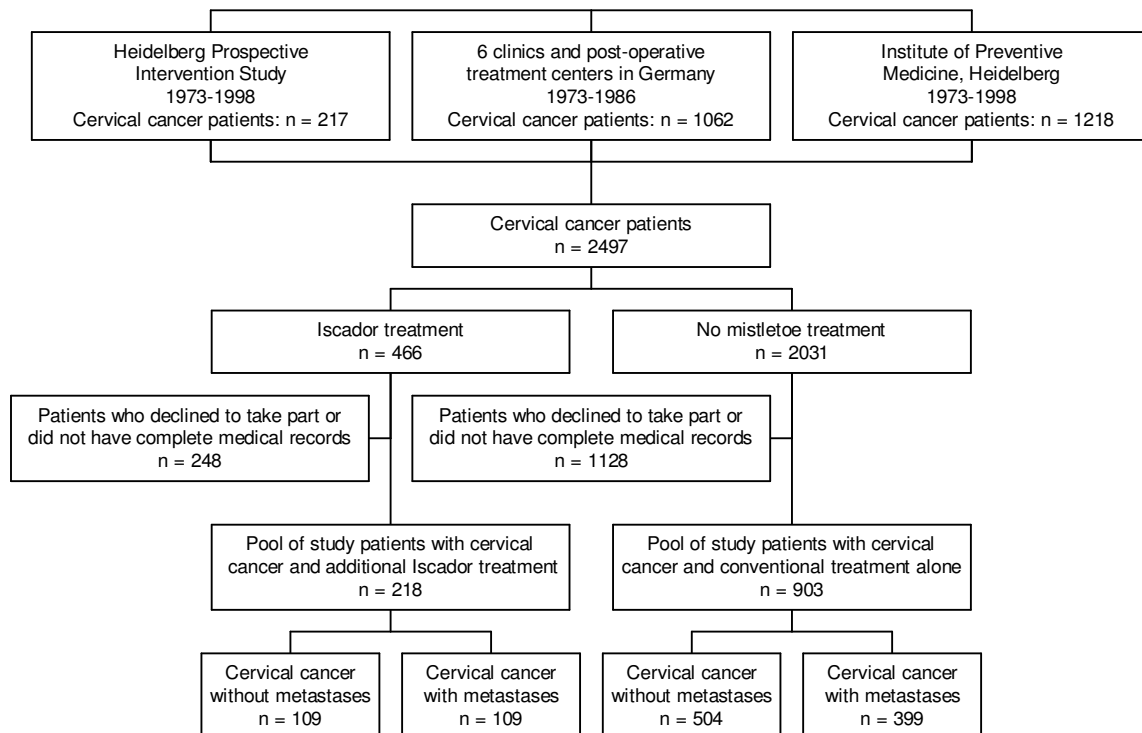 Heidelberg Prospective
Intervention Study
1973-1998
Cervical cancer patients: n = 217
6 clinics and post-operative
treatment centers in Germany
1973-1986
Cervical cancer patients: n = 1062
Institute of Preventive
Medicine, Heidelberg
1973-1998
Cervical cancer patients: n = 1218
Cervical cancer patients
n = 2497
Iscador treatment
n = 466
No mistletoe treatment
n = 2031
Patients who declined to take part or
did not have complete medical records
n = 248
Patients who declined to take part or
did not have complete medical records
n = 1128
Pool of study patients with cervical
cancer and additional Iscador treatment
n = 218
Pool of study patients with cervical
cancer and conventional treatment alone
n = 903
Cervical cancer
without metastases
n = 109
Cervical cancer
with metastases
n = 109
Cervical cancer
without metastases
n = 504
Cervical cancer
with metastases
n = 399